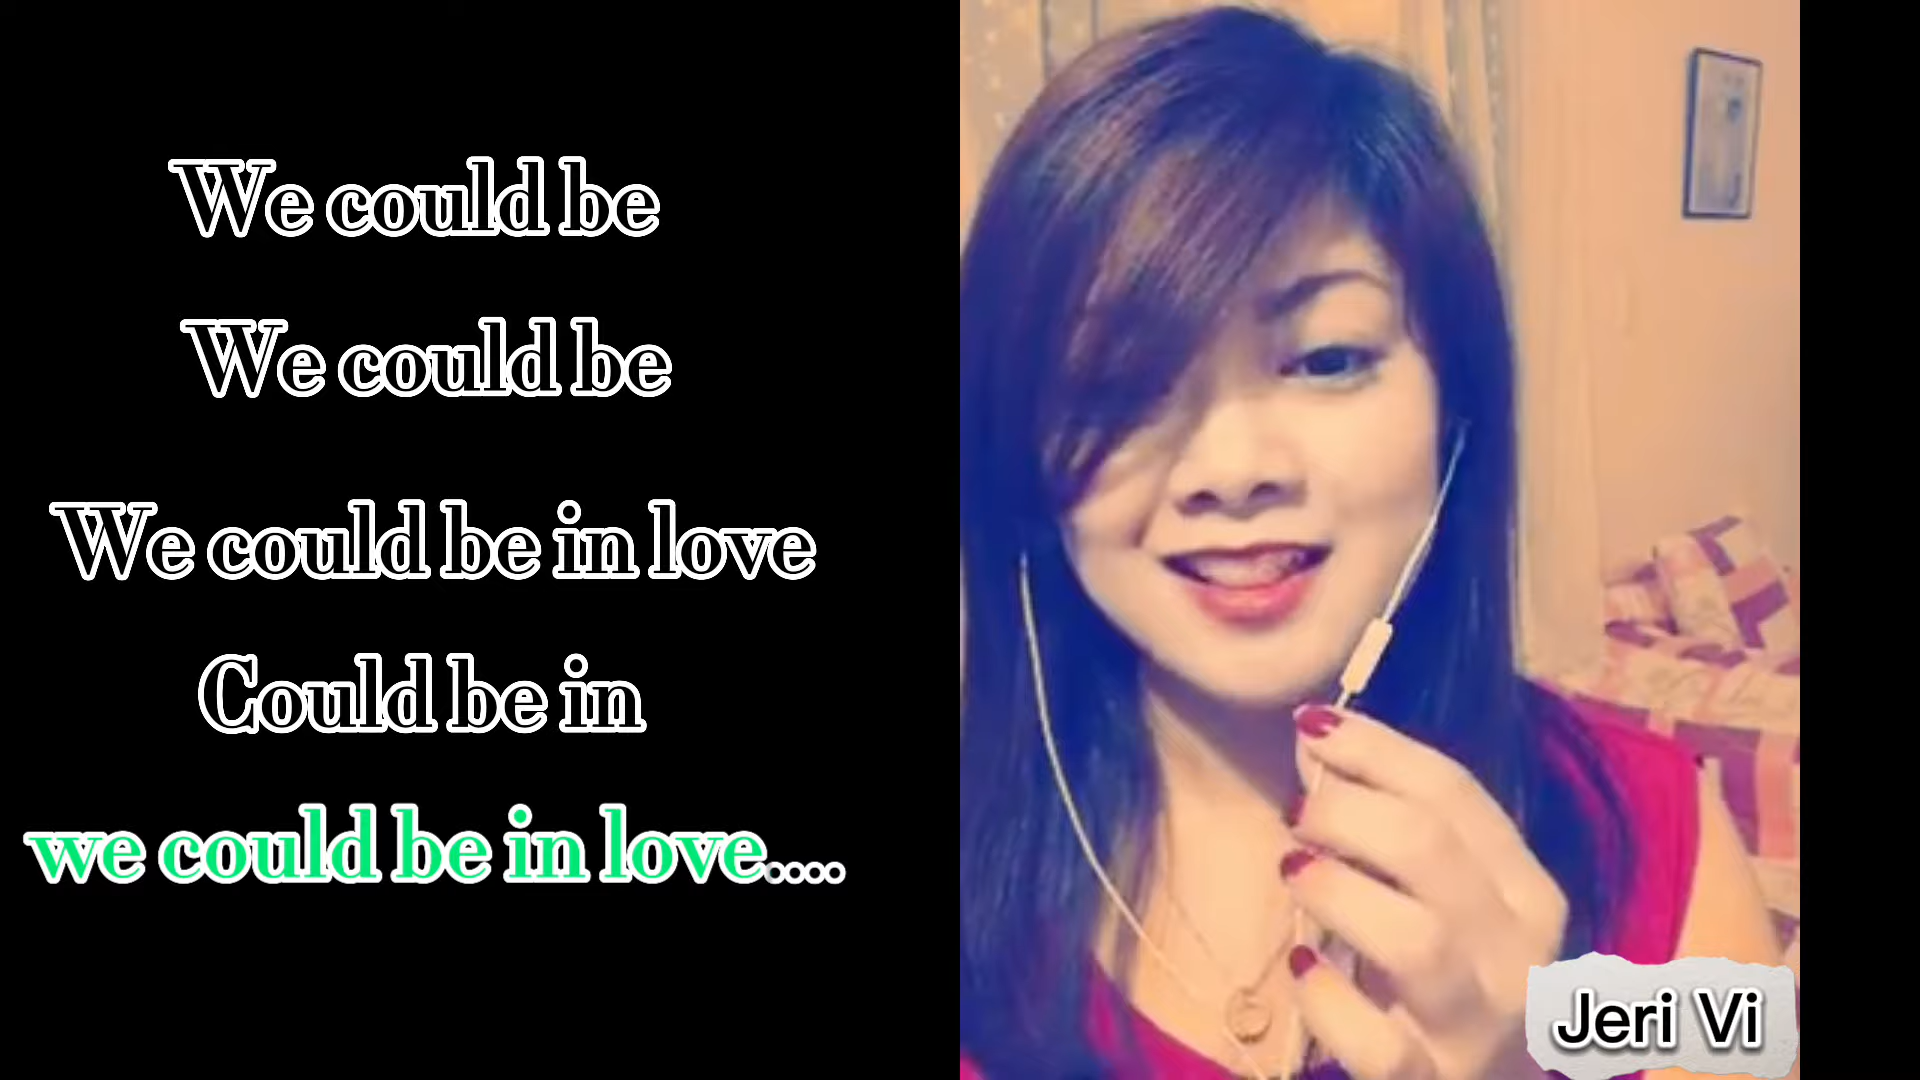 We could be
We could be
We could be in love
Could be in
we could be in love....
Jeri Vi